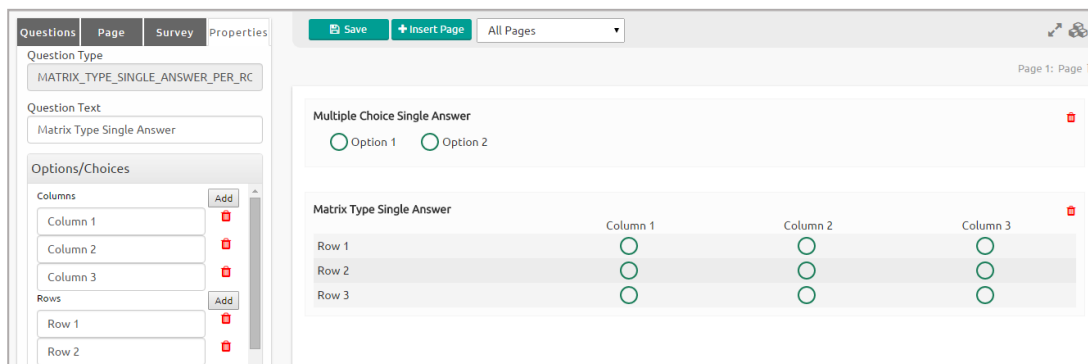 Questions Page Survey Properties
Question Type
MATRIX_TYPE_SINGLE_ANSWER_PER_RC
Question Text
Matrix Type Single Answer
Options/Choices
Columns Add
Column 1
Column 2
Column 3
Rows Add
Row 1
Row 2
Save Insert Page All Pages
Page 1: Page
Multiple Choice Single Answer
Option 1 Option 2
Matrix Type Single Answer
Column 1 Column 2 Column 3
Row 1
Row 2
Row 3